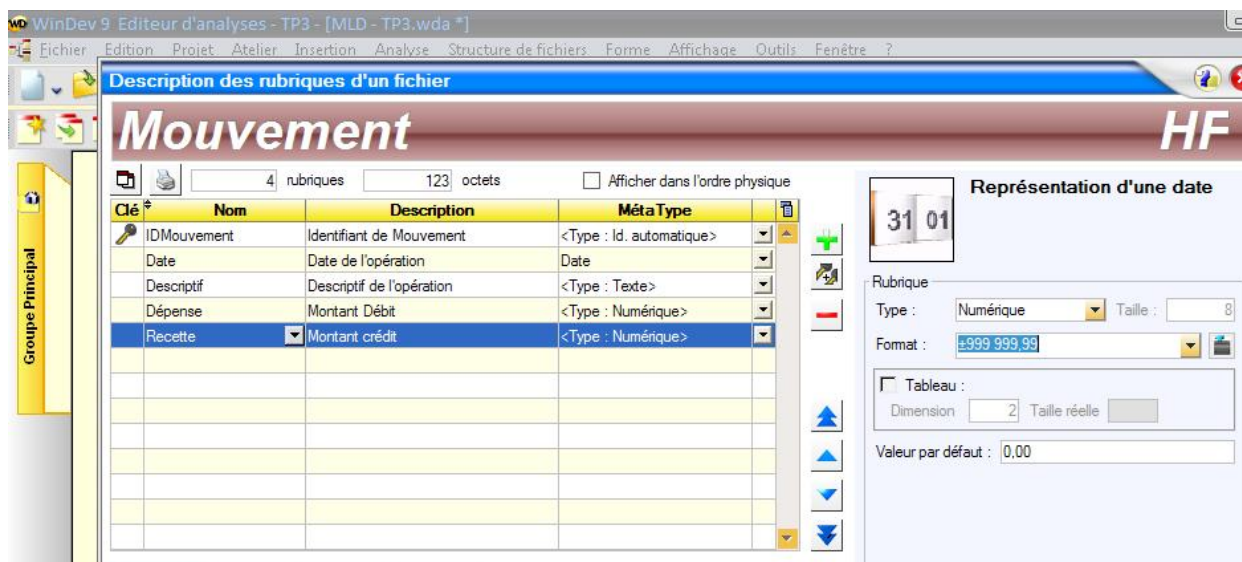 WinDev 9 Editeur d'analyses - TP3 - [MLD - TP3.wda *]
Fichier Edition Projet Atelier Insertion Analyse Structure de fichiers Forme Affichage Outils Fenêtre ?
Description des rubriques d'un fichier
Mouvement HF
4 rubriques 123 octets Afficher dans l'ordre physique
Clé Nom Description MétaType
IDMouvement Identifiant de Mouvement <Type : Id. automatique>
Date Date de l'opération Date
Descriptif Descriptif de l'opération <Type : Texte>
Dépense Montant Débit <Type : Numérique>
Recette Montant crédit <Type : Numérique>
Groupe Principal
31 01
Représentation d'une date
Rubrique
Type : Numérique Taille : 8
Format : ±999 999,99
Tableau :
Dimension 2 Taille réelle
Valeur par défaut : 0,00